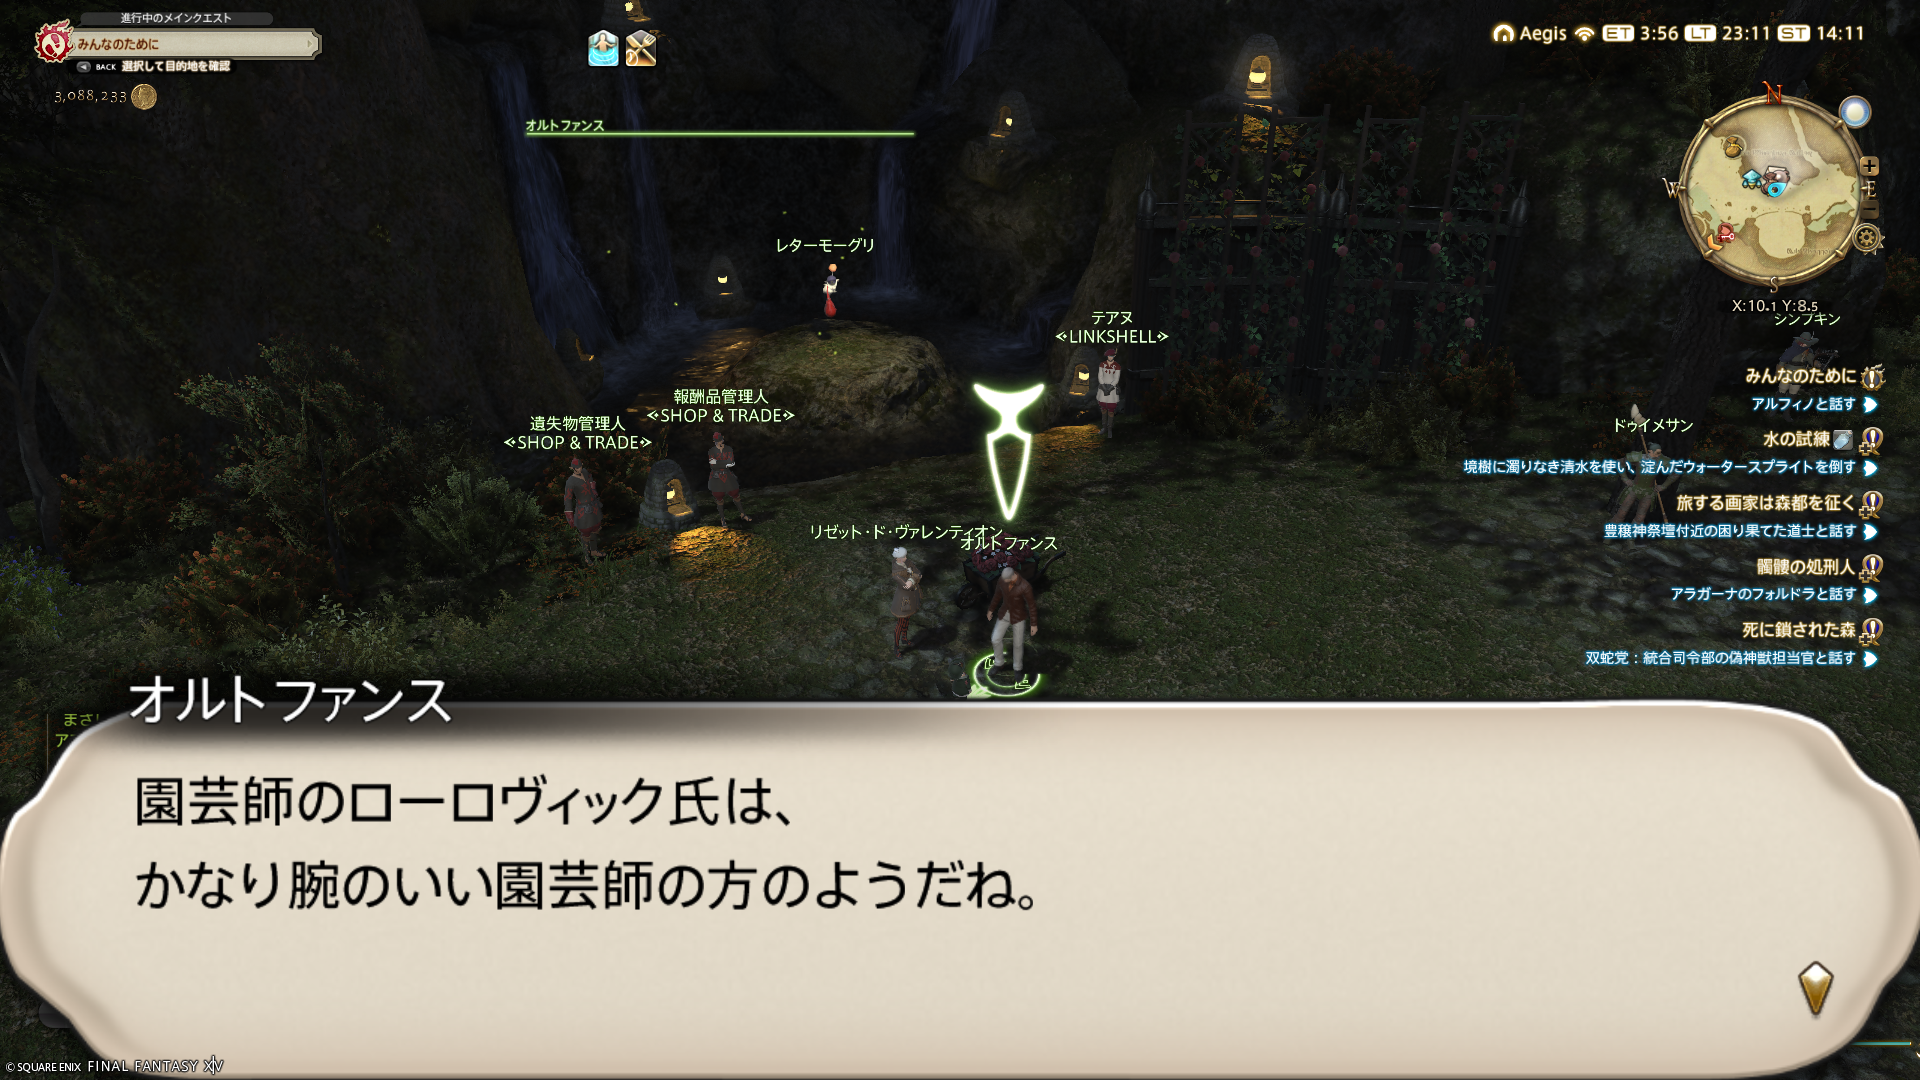 進行中のメインクエスト
みんなのために
BACK 選択して目的地を確認
3,088,233
Aegis ET 3:56 LT 23:11 ST 14:11
オルトファンス
N
W
E
S
X:10.1 Y:8.5
シンプキン
レターモーグリ
テアヌ
LINKSHELL
報酬品管理人
SHOP & TRADE
遺失物管理人
SHOP & TRADE
ドゥイメサン
リゼット・ド・ヴァレンティオン
オルトファンス
みんなのために
アルフィノと話す
水の試練
境樹に濁りなき清水を使い、淀んだウォータースプライトを倒す
旅する画家は森都を征く
豊穣神祭壇付近の困り果てた道士と話す
髑髏の処刑人
アラガーナのフォルドラと話す
死に鎖された森
双蛇党：統合司令部の偽神獣担当官と話す
オルトファンス
園芸師のローロヴィック氏は、
かなり腕のいい園芸師の方のようだね。
© SQUARE ENIX FINAL FANTASY XIV